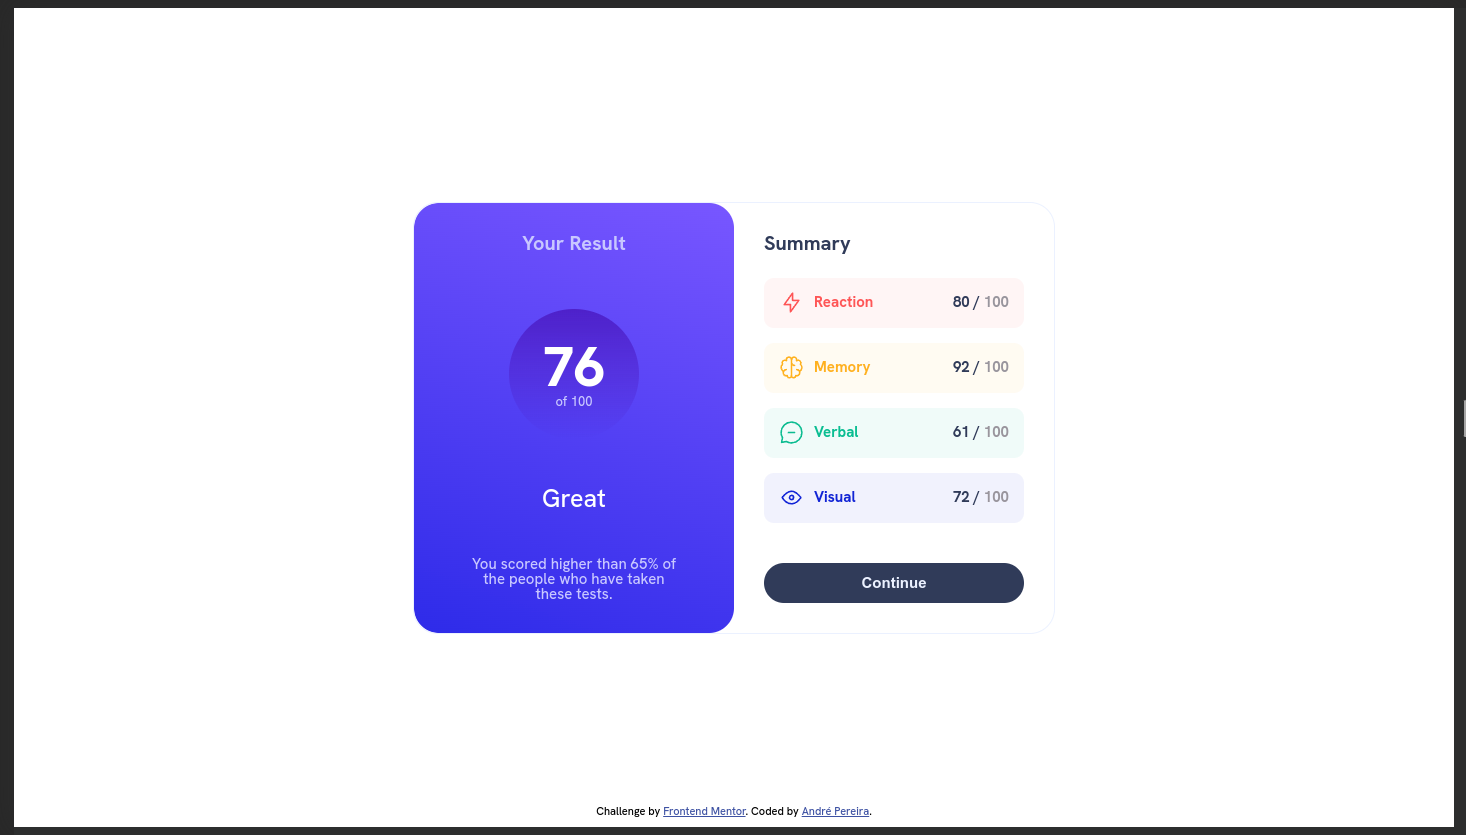 Your Result
76
of 100
Great
You scored higher than 65% of
the people who have taken
these tests.
Summary
Reaction 80 / 100
Memory 92 / 100
Verbal 61 / 100
Visual 72 / 100
Continue
Challenge by Frontend Mentor. Coded by André Pereira.